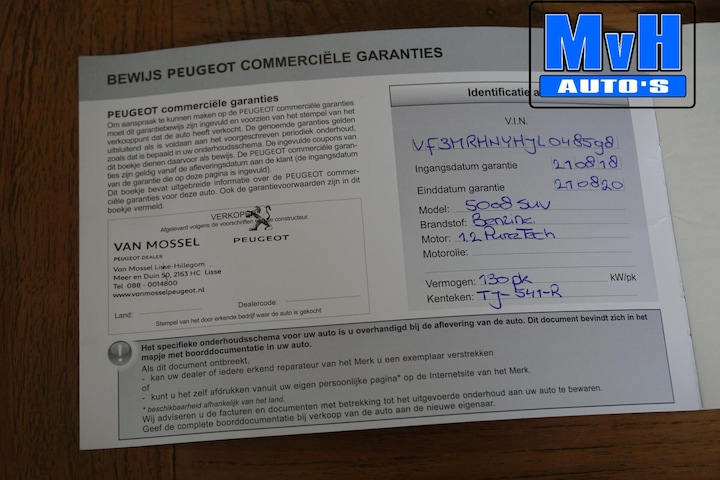 MvH
AUTO'S
BEWIJS PEUGEOT COMMERCIËLE GARANTIES
PEUGEOT commerciële garanties
Om aanspraak te kunnen maken op de PEUGEOT commerciële garanties
moet dit garantiebewijs zijn ingevuld en voorzien van het stempel van het
verkooppunt dat de auto heeft verkocht. De genoemde garanties gelden
uitsluitend als is voldaan aan het voorgeschreven periodiek onderhoud,
zoals dat is bepaald in uw onderhoudsschema. De ingevulde coupons van
dit boekje dienen daarvoor als bewijs. De PEUGEOT commerciële garan-
ties zijn geldig vanaf de afleveringsdatum aan de klant (de ingangsdatum
van de garantie die op deze pagina is ingevuld).
Dit boekje bevat uitgebreide informatie over de PEUGEOT commer-
ciële garanties voor deze auto. Ook de garantievoorwaarden zijn in dit
boekje vermeld.
VERKOP
Afgeleverd volgens de voorschriften constructeur.
VAN MOSSEL
PEUGEOT DEALER
PEUGEOT
Van Mossel Lisse-Hillegom
Meer en Duin 50, 2163 HC Lisse
Tel 088 - 0014800
www.vanmosselpeugeot.nl
Land:
Dealercode:
Stempel van het door erkende bedrijf waar de auto is gekocht
Identificatie
V.I.N.
VF3MRHNYHJL048598
Ingangsdatum garantie 210818
Einddatum garantie 210820
Model: 5008 SUV
Brandstof: Benzine
Motor: 1.2 PureTech
Motorolie:
Vermogen: 130 pk kW/pk
Kenteken: TJ-541-R
Het specifieke onderhoudsschema voor uw auto is u overhandigd bij de aflevering van de auto. Dit document bevindt zich in het
mapje met boorddocumentatie in uw auto.
Als dit document ontbreekt,
- kan uw dealer of iedere erkend reparateur van het Merk u een exemplaar verstrekken
of
- kunt u het zelf afdrukken vanuit uw eigen persoonlijke pagina* op de Internetsite van het Merk.
* beschikbaarheid afhankelijk van het land.
Wij adviseren u de facturen en documenten met betrekking tot het uitgevoerde onderhoud aan uw auto te bewaren.
Geef de complete boorddocumentatie bij verkoop van de auto aan de nieuwe eigenaar.